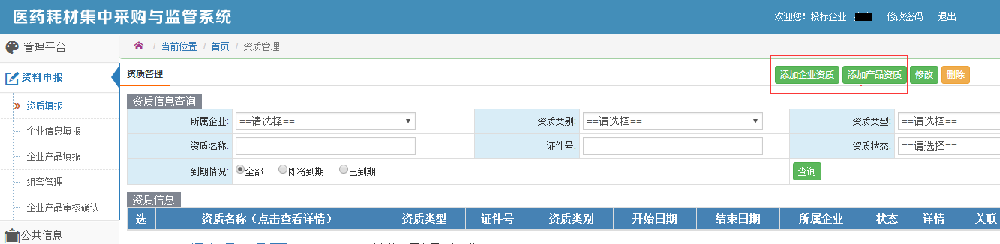 医药耗材集中采购与监管系统 欢迎您！投标企业 修改密码 退出
管理平台 / 当前位置 / 首页 / 资质管理
资料申报 资质管理 添加企业资质 添加产品资质 修改 删除
资质信息查询
资质填报 所属企业: ==请选择== 资质类别: ==请选择== 资质类型: ==请选择==
企业信息填报 资质名称: 证件号: 资质状态: ==请选择==
企业产品填报 到期情况: 全部 即将到期 已到期 查询
组套管理
资质信息
企业产品审核确认
选 资质名称（点击查看详情） 资质类型 证件号 资质类别 开始日期 结束日期 所属企业 状态 详情 关联
公共信息